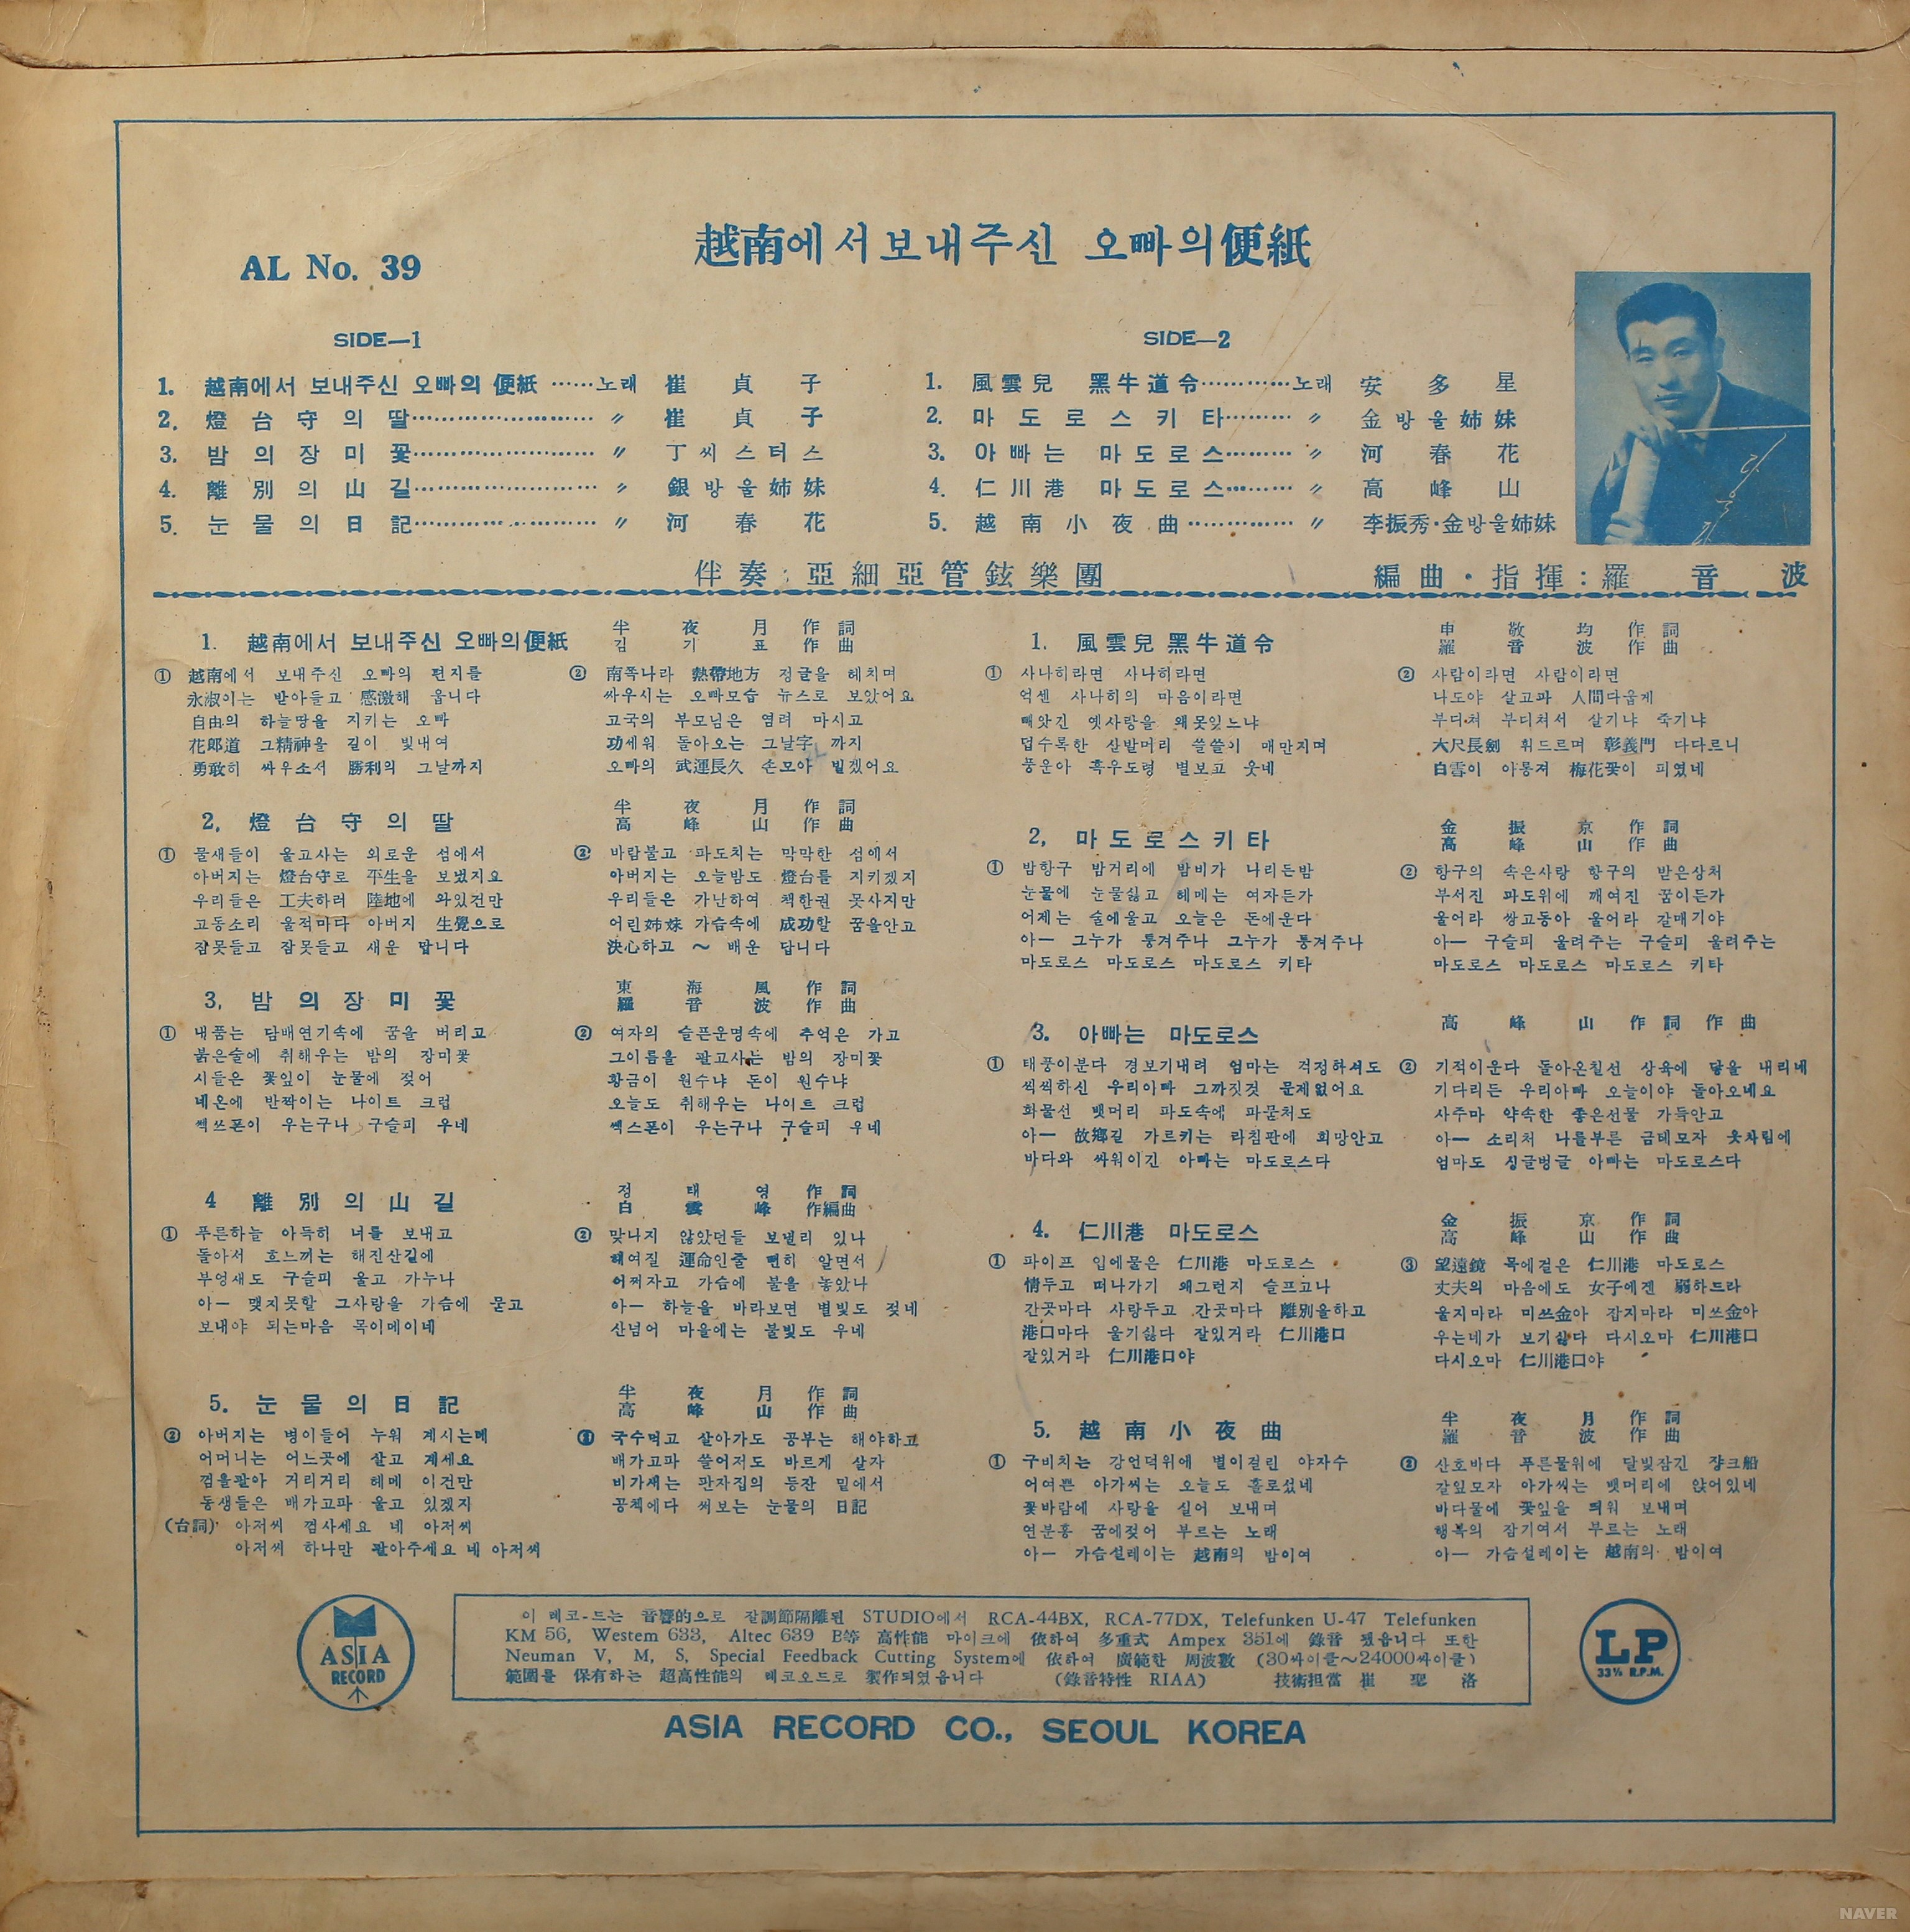 越南에서보내주신 오빠의便紙
AL No. 39
SIDE—1
1. 越南에서 보내주신 오빠의 便紙 ……노래 崔貞子
2. 燈台守의딸………………………〃 崔貞子
3. 밤의장미꽃………………………〃 丁씨스터스
4. 離別의山길………………………〃 銀방울姉妹
5. 눈물의日記………………………〃 河春花
SIDE—2
1. 風雲兒 黑牛道令…………노래 安多星
2. 마도로스키타………〃 金방울姉妹
3. 아빠는 마도로스………〃 河春花
4. 仁川港 마도로스………〃 高峰山
5. 越南小夜曲…………〃 李振秀·金방울姉妹
伴奏：亞細亞管鉉樂團
編曲·指揮：羅音波
1. 越南에서 보내주신 오빠의便紙
半夜月 作詞
김기표 作曲
① 越南에서 보내주신 오빠의 편지를
永淑이는 받아들고 感激해 웁니다
自由의 하늘땅을 지키는 오빠
花郎道 그精神을 길이 빛내여
勇敢히 싸우소서 勝利의 그날까지
② 南쪽나라 熱帶地方 정글을 헤치며
싸우시는 오빠모습 뉴스로 보았어요
고국의 부모님은 염려 마시고
功세워 돌아오는 그날字 까지
오빠의 武運長久 손모아 빌겠어요
2, 燈台守의딸
半夜月 作詞
高峰山 作曲
① 물새들이 울고사는 외로운 섬에서
아버지는 燈台守로 平生을 보냈지요
우리들은 工夫하러 陸地에 와있건만
고동소리 울적마다 아버지 生覺으로
잠못들고 잠못들고 새운 답니다
② 바람불고 파도치는 막막한 섬에서
아버지는 오늘밤도 燈台를 지키겠지
우리들은 가난하여 책한권 못사지만
어린姉妹 가슴속에 成功할 꿈을안고
決心하고 ～ 배운 답니다
3, 밤의장미꽃
東海風 作詞
羅音波 作曲
① 내품는 담배연기속에 꿈을 버리고
붉은술에 취해우는 밤의 장미꽃
시들은 꽃잎이 눈물에 젖어
네온에 반짝이는 나이트 크럽
쌕쓰폰이 우는구나 구슬피 우네
② 여자의 슬픈운명속에 추억은 가고
그이름을 팔고사는 밤의 장미꽃
황금이 원수냐 돈이 원수냐
오늘도 취해우는 나이트 크럽
쌕스폰이 우는구나 구슬피 우네
4 離別의山길
정태영 作詞
白雲峰 作編曲
① 푸른하늘 아득히 너를 보내고
돌아서 흐느끼는 해진산길에
부엉새도 구슬피 울고 가누나
아— 맺지못할 그사랑을 가슴에 묻고
보내야 되는마음 목이메이네
② 맞나지 않았던들 보낼리 있나
헤여질 運命인줄 뻔히 알면서
어쩌자고 가슴에 불을 놓았나
아— 하늘을 바라보면 별빛도 젖네
산넘어 마을에는 불빛도 우네
5. 눈물의日記
半夜月 作詞
高峰山 作曲
② 아버지는 병이들어 누워 계시는데
어머니는 어느곳에 살고 계세요
껌을팔아 거리거리 헤메 이건만
동생들은 배가고파 울고 있겠지
(台詞) 아저씨 껌사세요 네 아저씨
아저씨 하나만 팔아주세요 네 아저씨
③ 국수먹고 살아가도 공부는 해야하고
배가고파 쓸어저도 바르게 살자
비가새는 판자집의 등잔 밑에서
공책에다 써보는 눈물의 日記
1. 風雲兒 黑牛道令
申敬均 作詞
羅音波 作曲
① 사나히라면 사나히라면
억센 사나히의 마음이라면
빼앗긴 옛사랑을 왜못잊느냐
덥수룩한 산발머리 쓸쓸이 매만지며
풍운아 흑우도령 별보고 웃네
② 사람이라면 사람이라면
나도야 살고파 人間다웁게
부디쳐 부디쳐서 살기냐 죽기냐
大尺長劍 휘드르며 彰義門 다다르니
白雪이 아롱져 梅花꽃이 피였네
2, 마도로스키타
金振京 作詞
高峰山 作曲
① 밤항구 밤거리에 밤비가 나리든밤
눈물에 눈물싫고 헤메는 여자든가
어제는 술에울고 오늘은 돈에운다
아— 그누가 퉁겨주나 그누가 퉁겨주나
마도로스 마도로스 마도로스 키타
② 항구의 속은사랑 항구의 받은상처
부서진 파도위에 깨여진 꿈이든가
울어라 쌍고동아 울어라 갈매기야
아— 구슬피 울려주는 구슬피 울려주는
마도로스 마도로스 마도로스 키타
3. 아빠는 마도로스
高峰山 作詞作曲
① 태풍이분다 경보기내려 엄마는 걱정하셔도
씩씩하신 우리아빠 그까짓것 문제없어요
화물선 뱃머리 파도속에 파묻처도
아— 故鄕길 가르키는 라침판에 희망안고
바다와 싸워이긴 아빠는 마도로스다
② 기적이운다 돌아온칠선 상륙에 닻을 내리네
기다리든 우리아빠 오늘이야 돌아오네요
사주마 약속한 좋은선물 가득안고
아— 소리처 나를부른 금테모자 옷차림에
엄마도 싱글벙글 아빠는 마도로스다
4. 仁川港 마도로스
金振京 作詞
高峰山 作曲
① 파이프 입에물은 仁川港 마도로스
情두고 떠나가기 왜그런지 슬프고나
간곳마다 사랑두고 간곳마다 離別을하고
港口마다 울기싫다 잘있거라 仁川港口
잘있거라 仁川港口야
③ 望遠鏡 목에걸은 仁川港 마도로스
丈夫의 마음에도 女子에겐 弱하드라
울지마라 미쓰金아 잡지마라 미쓰金아
우는네가 보기싫다 다시오마 仁川港口
다시오마 仁川港口야
5. 越南小夜曲
半夜月 作詞
羅音波 作曲
① 구비치는 강언덕위에 별이걸린 야자수
어여쁜 아가씨는 오늘도 홀로섰네
꽃바람에 사랑을 실어 보내며
연분홍 꿈에젖어 부르는 노래
아— 가슴설레이는 越南의 밤이여
② 산호바다 푸른물위에 달빛잠긴 쟝크船
갈잎모자 아가씨는 뱃머리에 앉어있네
바다물에 꽃잎을 띄워 보내며
행복의 잠기여서 부르는 노래
아— 가슴설레이는 越南의 밤이여
ASIA
RECORD
이 레코-드는 音響的으로 잘調節隔離된 STUDIO에서 RCA-44BX, RCA-77DX, Telefunken U-47 Telefunken
KM 56, Westem 633, Altec 639 B等 高性能 마이크에 依하여 多重式 Ampex 351에 錄音 됬읍니다 또한
Neuman V, M, S, Special Feedback Cutting System에 依하여 廣範한 周波數 (30싸이클～24000싸이클)
範圍를 保有하는 超高性能의 레코오드로 製作되였읍니다 (錄音特性 RIAA) 技術担當 崔聖洛
LP
33⅓ R.P.M.
ASIA RECORD CO., SEOUL KOREA
NAVER